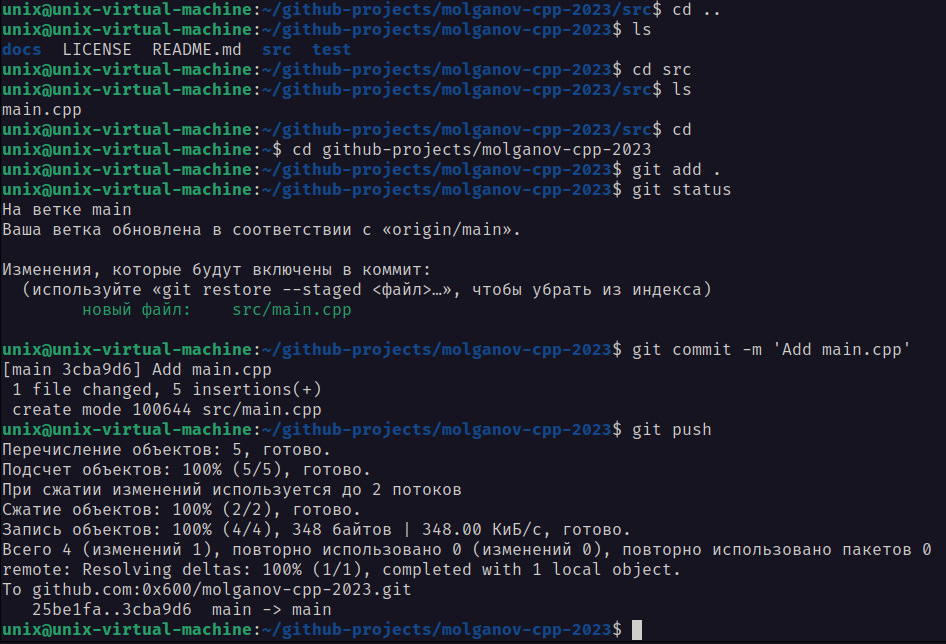 unix@unix-virtual-machine:~/github-projects/molganov-cpp-2023/src$ cd ..
unix@unix-virtual-machine:~/github-projects/molganov-cpp-2023$ ls
docs  LICENSE  README.md  src  test
unix@unix-virtual-machine:~/github-projects/molganov-cpp-2023$ cd src
unix@unix-virtual-machine:~/github-projects/molganov-cpp-2023/src$ ls
main.cpp
unix@unix-virtual-machine:~/github-projects/molganov-cpp-2023/src$ cd
unix@unix-virtual-machine:~$ cd github-projects/molganov-cpp-2023
unix@unix-virtual-machine:~/github-projects/molganov-cpp-2023$ git add .
unix@unix-virtual-machine:~/github-projects/molganov-cpp-2023$ git status
На ветке main
Ваша ветка обновлена в соответствии с «origin/main».

Изменения, которые будут включены в коммит:
  (используйте «git restore --staged <файл>…», чтобы убрать из индекса)
        новый файл:    src/main.cpp

unix@unix-virtual-machine:~/github-projects/molganov-cpp-2023$ git commit -m 'Add main.cpp'
[main 3cba9d6] Add main.cpp
 1 file changed, 5 insertions(+)
 create mode 100644 src/main.cpp
unix@unix-virtual-machine:~/github-projects/molganov-cpp-2023$ git push
Перечисление объектов: 5, готово.
Подсчет объектов: 100% (5/5), готово.
При сжатии изменений используется до 2 потоков
Сжатие объектов: 100% (2/2), готово.
Запись объектов: 100% (4/4), 348 байтов | 348.00 КиБ/с, готово.
Всего 4 (изменений 1), повторно использовано 0 (изменений 0), повторно использовано пакетов 0
remote: Resolving deltas: 100% (1/1), completed with 1 local object.
To github.com:0x600/molganov-cpp-2023.git
   25be1fa..3cba9d6  main -> main
unix@unix-virtual-machine:~/github-projects/molganov-cpp-2023$